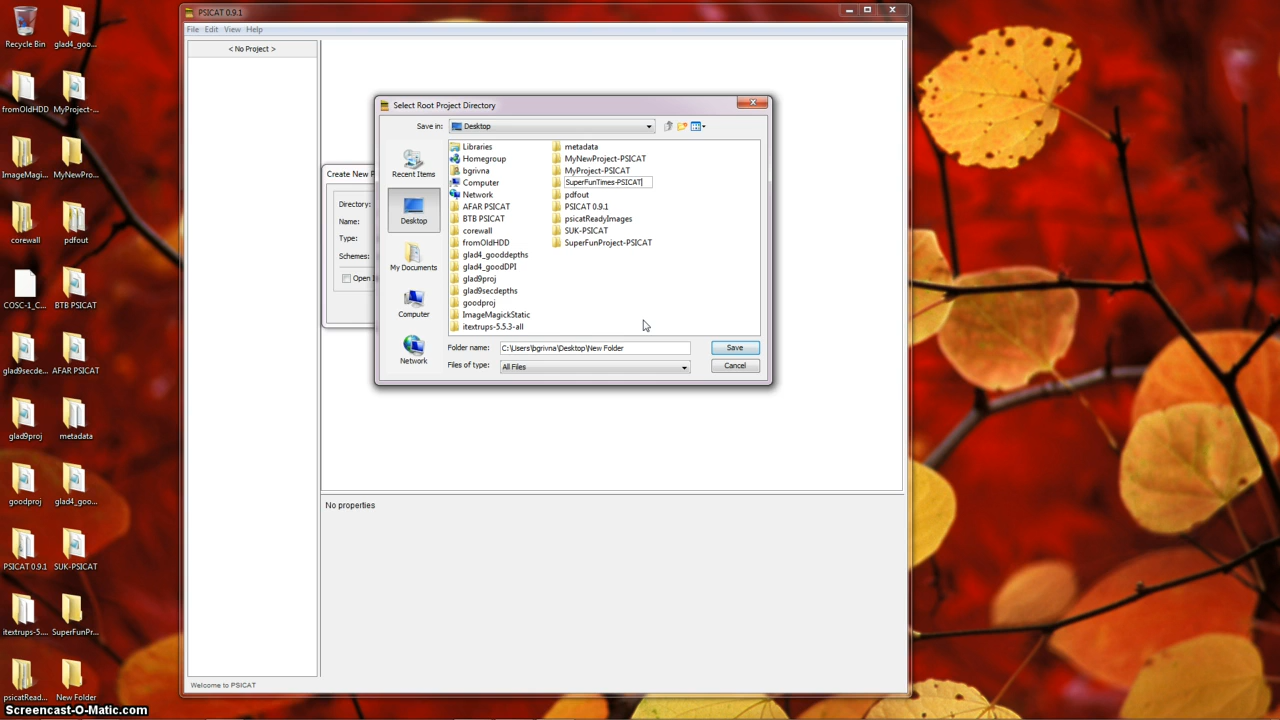 PSICAT 0.9.1
File Edit View Help
< No Project >
Recycle Bin
glad4_goo...
fromOldHDD
MyProject-...
ImageMagi...
MyNewPro...
corewall
pdfout
COSC-1_C...
BTB PSICAT
glad9secde...
AFAR PSICAT
glad9proj
metadata
goodproj
glad4_goo...
PSICAT 0.9.1
SUK-PSICAT
itextrups-5....
SuperFunPr...
psicatRead...
New Folder
Create New P
Directory:
Name:
Type:
Schemes:
Open I
Select Root Project Directory
Save in: Desktop
Recent Items
Desktop
My Documents
Computer
Network
Libraries
Homegroup
bgrivna
Computer
Network
AFAR PSICAT
BTB PSICAT
corewall
fromOldHDD
glad4_gooddepths
glad4_goodDPI
glad9proj
glad9secdepths
goodproj
ImageMagickStatic
itextrups-5.5.3-all
metadata
MyNewProject-PSICAT
MyProject-PSICAT
SuperFunTimes-PSICAT
pdfout
PSICAT 0.9.1
psicatReadyImages
SUK-PSICAT
SuperFunProject-PSICAT
Folder name: C:\Users\bgrivna\Desktop\New Folder
Save
Files of type: All Files
Cancel
No properties
Welcome to PSICAT
Screencast-O-Matic.com